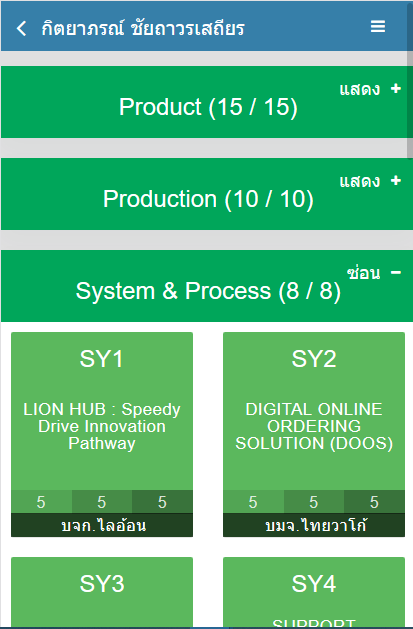 กิตยาภรณ์ ชัยถาวรเสถียร
แสดง +
Product (15 / 15)
แสดง +
Production (10 / 10)
ซ่อน −
System & Process (8 / 8)
SY1
LION HUB : Speedy
Drive Innovation
Pathway
5 5 5
บจก.ไลอ้อน
SY2
DIGITAL ONLINE
ORDERING
SOLUTION (DOOS)
5 5 5
บมจ.ไทยวาโก้
SY3
SY4
SUPPORT